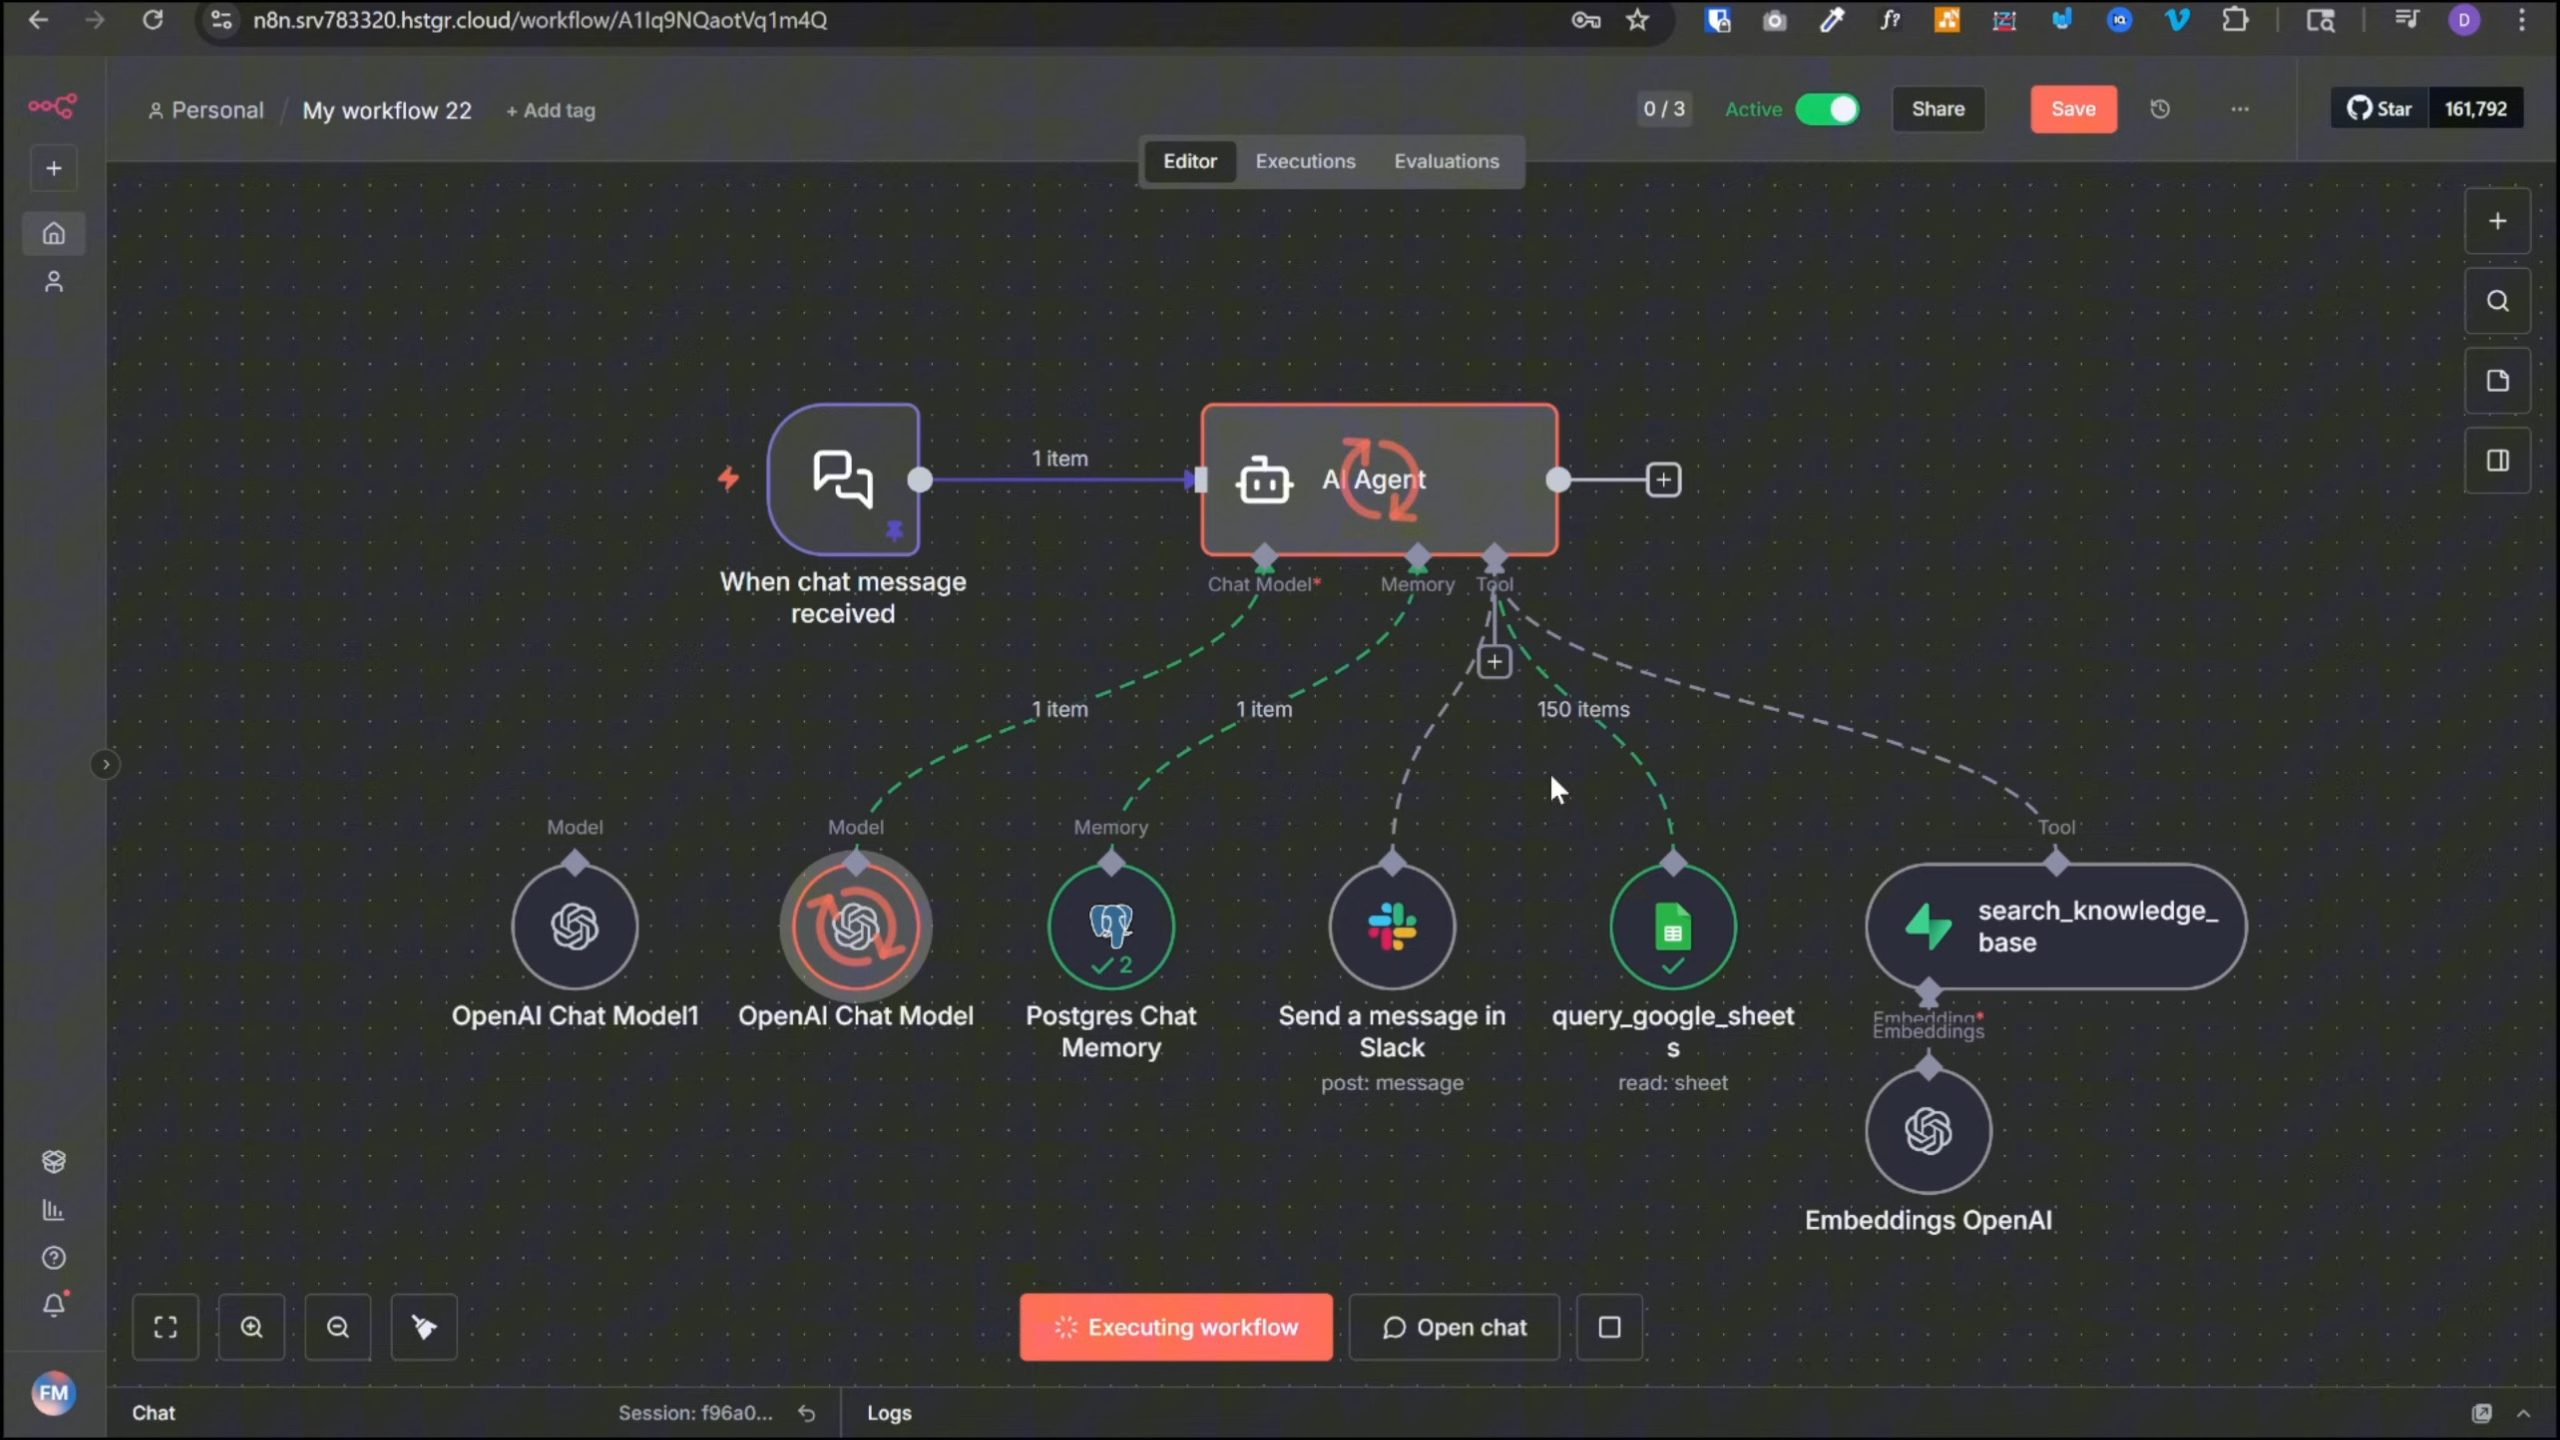 n8n.srv783320.hstgr.cloud/workflow/A1Iq9NQaotVq1m4Q
Personal / My workflow 22 + Add tag
0 / 3 Active Share Save ... Star 161,792
Editor Executions Evaluations
1 item
AI Agent
When chat message
received
Chat Model* Memory Tool
1 item
1 item
150 items
Model
Model
Memory
Tool
search_knowledge_
base
2
OpenAI Chat Model1
OpenAI Chat Model
Postgres Chat
Memory
Send a message in
Slack
post: message
query_google_sheet
s
read: sheet
Embedding*
Embeddings
Embeddings OpenAI
Executing workflow
Open chat
FM
Chat
Session: f96a0...
Logs
D